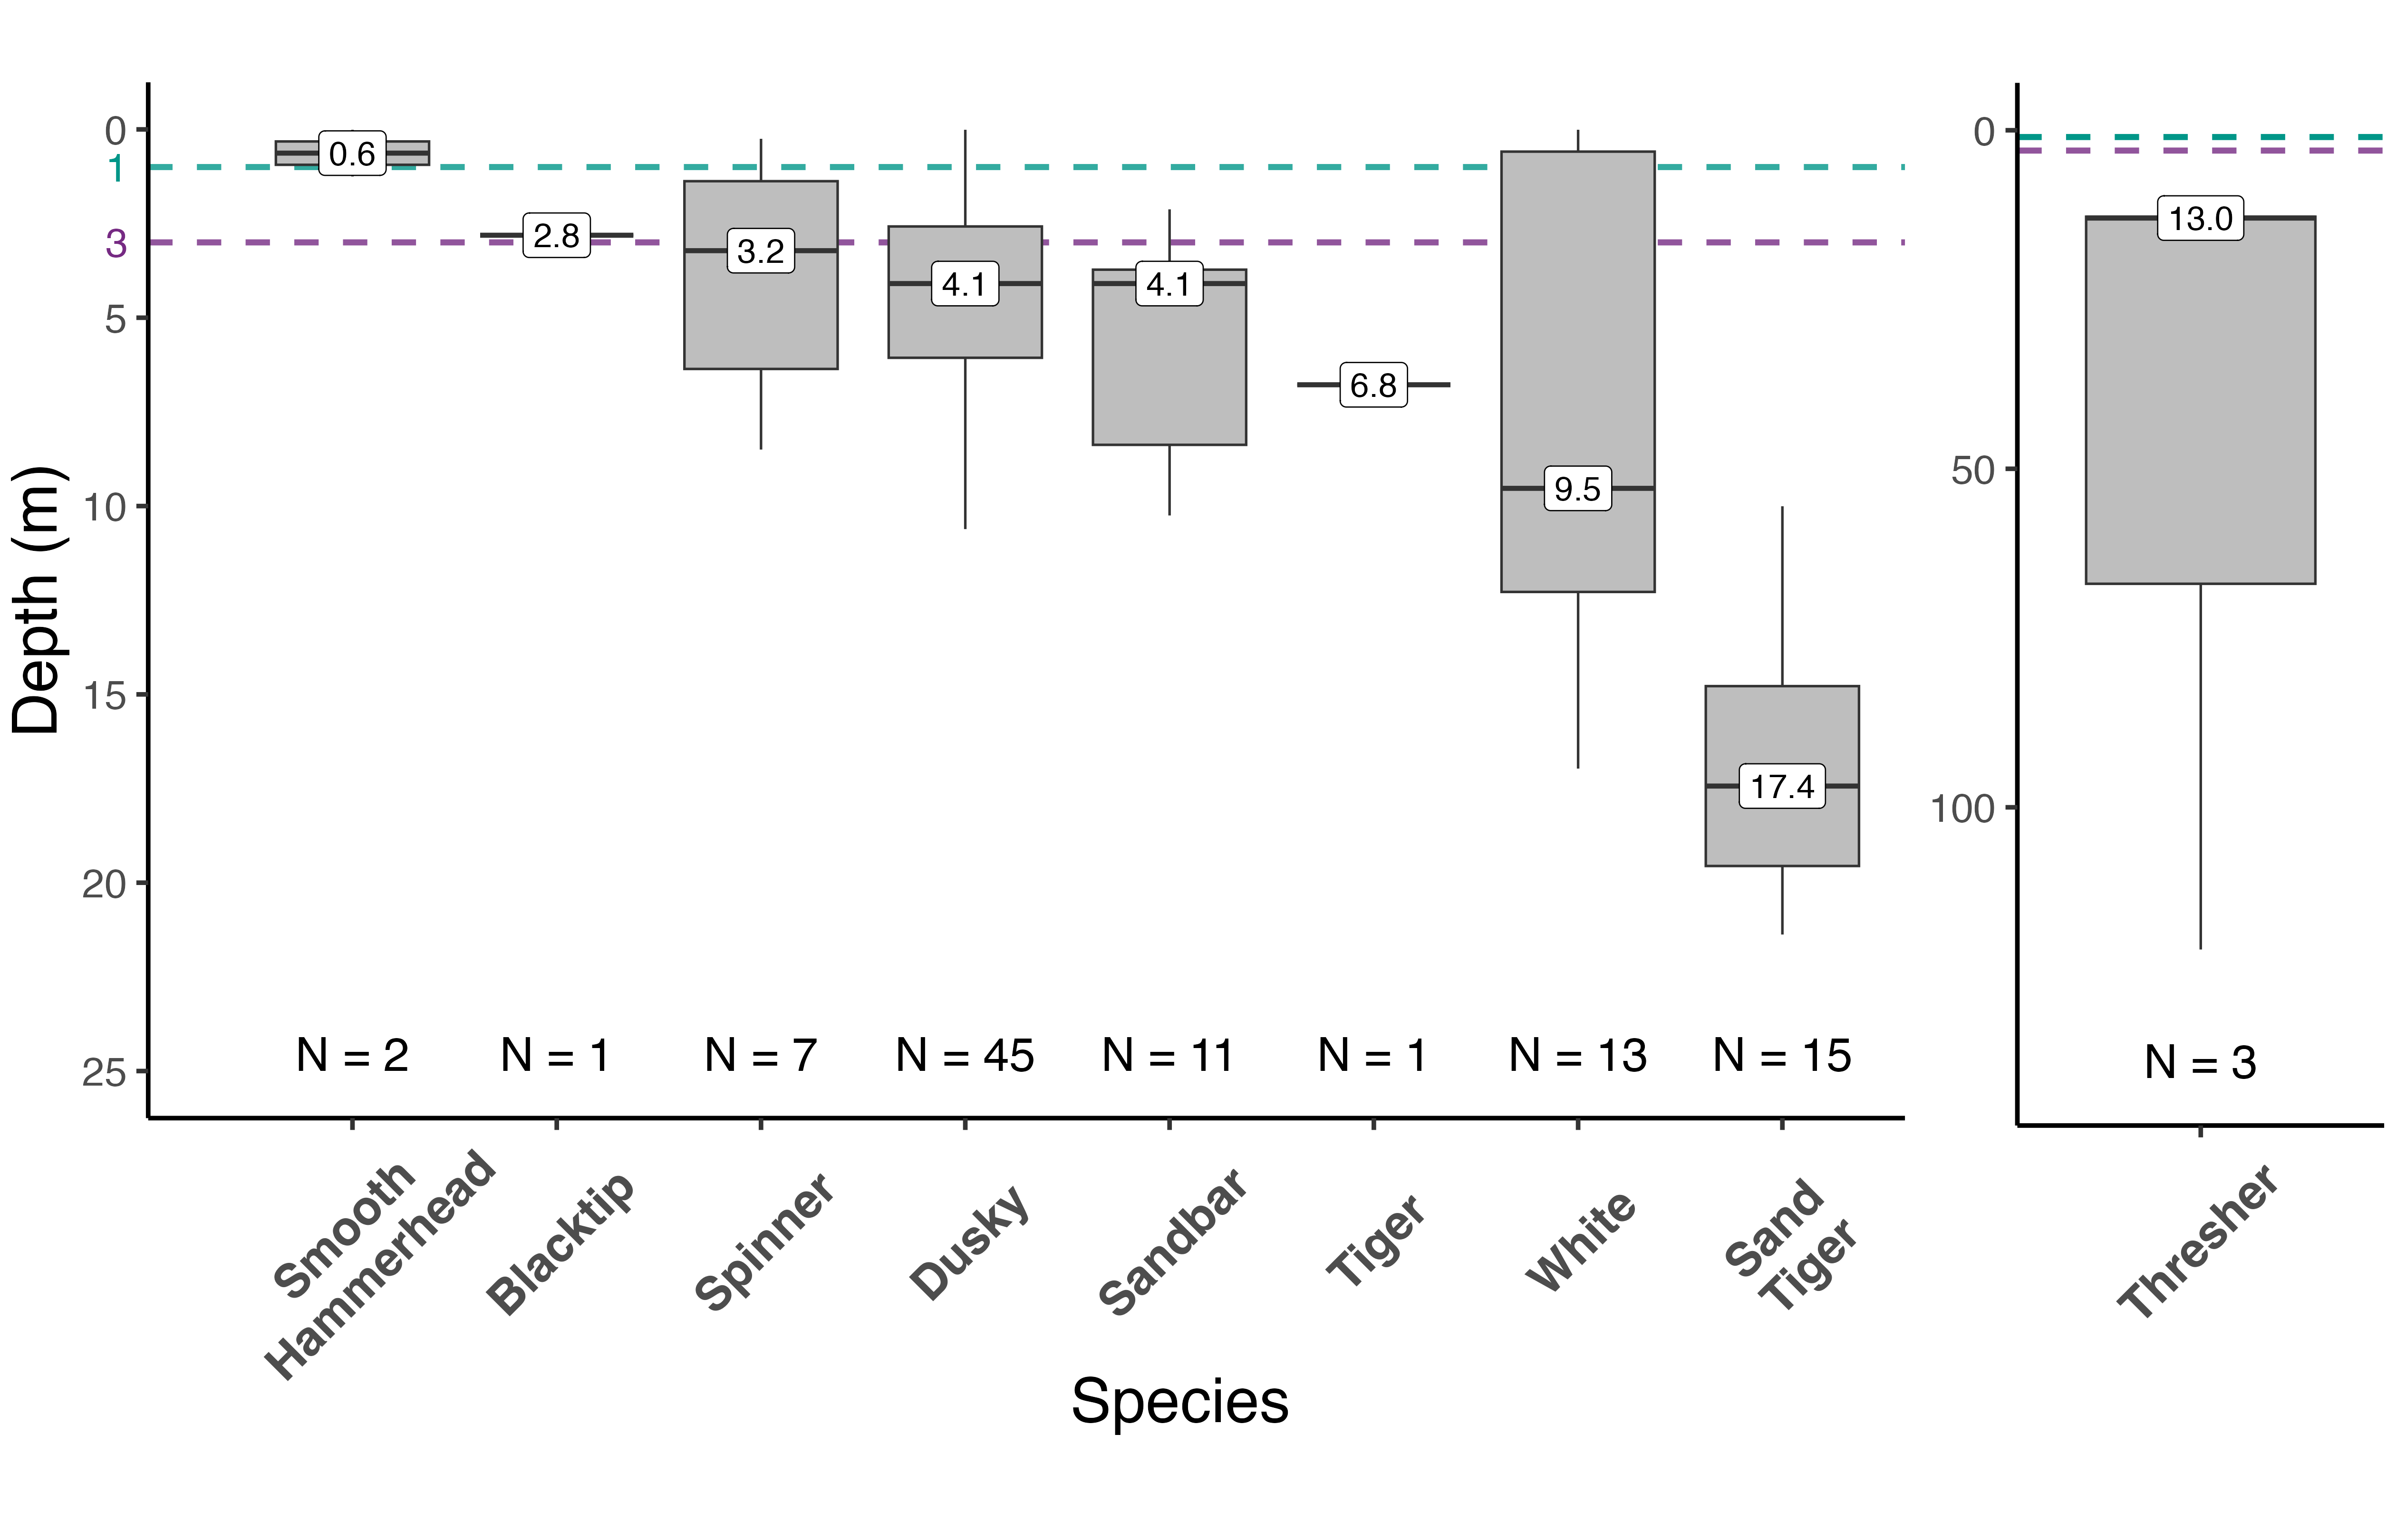 0
1
3
5
10
15
20
25
Depth (m)
0.6
2.8
3.2
4.1
4.1
6.8
9.5
17.4
N = 2
N = 1
N = 7
N = 45
N = 11
N = 1
N = 13
N = 15
Smooth
Hammerhead
Blacktip
Spinner
Dusky
Sandbar
Tiger
White
Sand
Tiger
0
50
100
13.0
N = 3
Thresher
Species